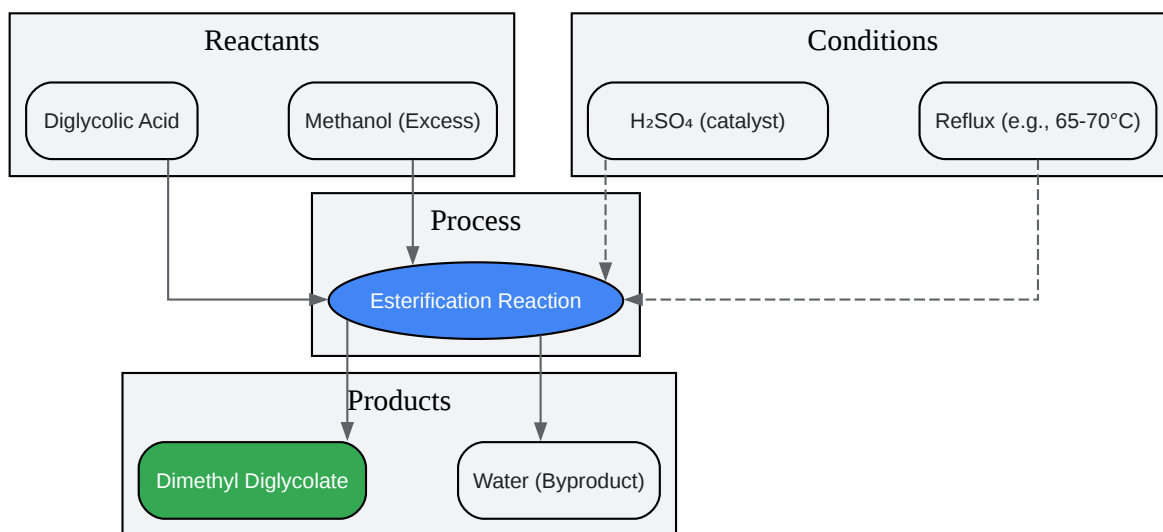 Reactants
Conditions
Diglycolic Acid
Methanol (Excess)
H₂SO₄ (catalyst)
Reflux (e.g., 65-70°C)
Process
Esterification Reaction
Products
Dimethyl Diglycolate
Water (Byproduct)